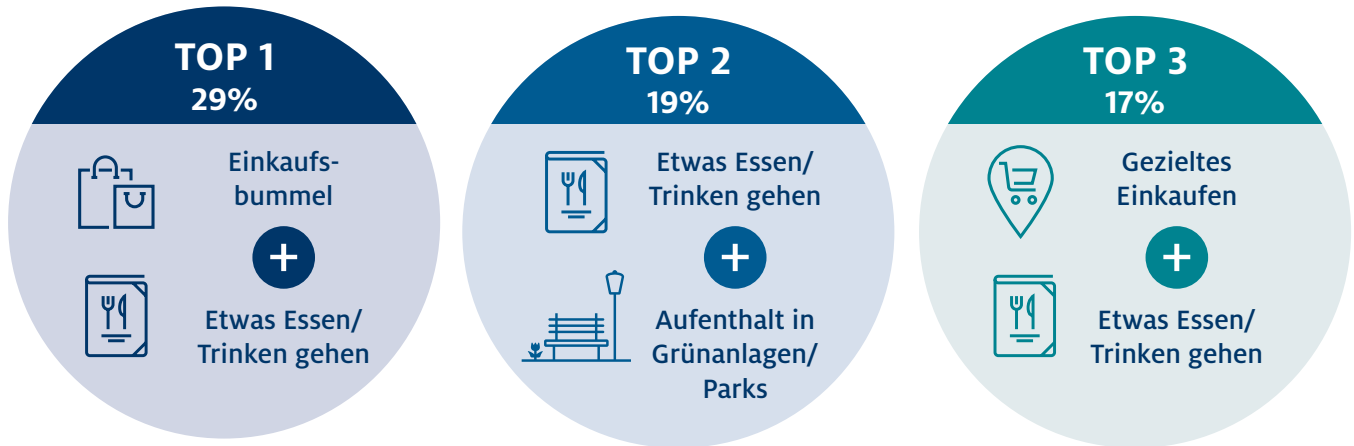 TOP 1
29%
Einkaufs-
bummel
+
Etwas Essen/
Trinken gehen
TOP 2
19%
Etwas Essen/
Trinken gehen
+
Aufenthalt in
Grünanlagen/
Parks
TOP 3
17%
Gezieltes
Einkaufen
+
Etwas Essen/
Trinken gehen